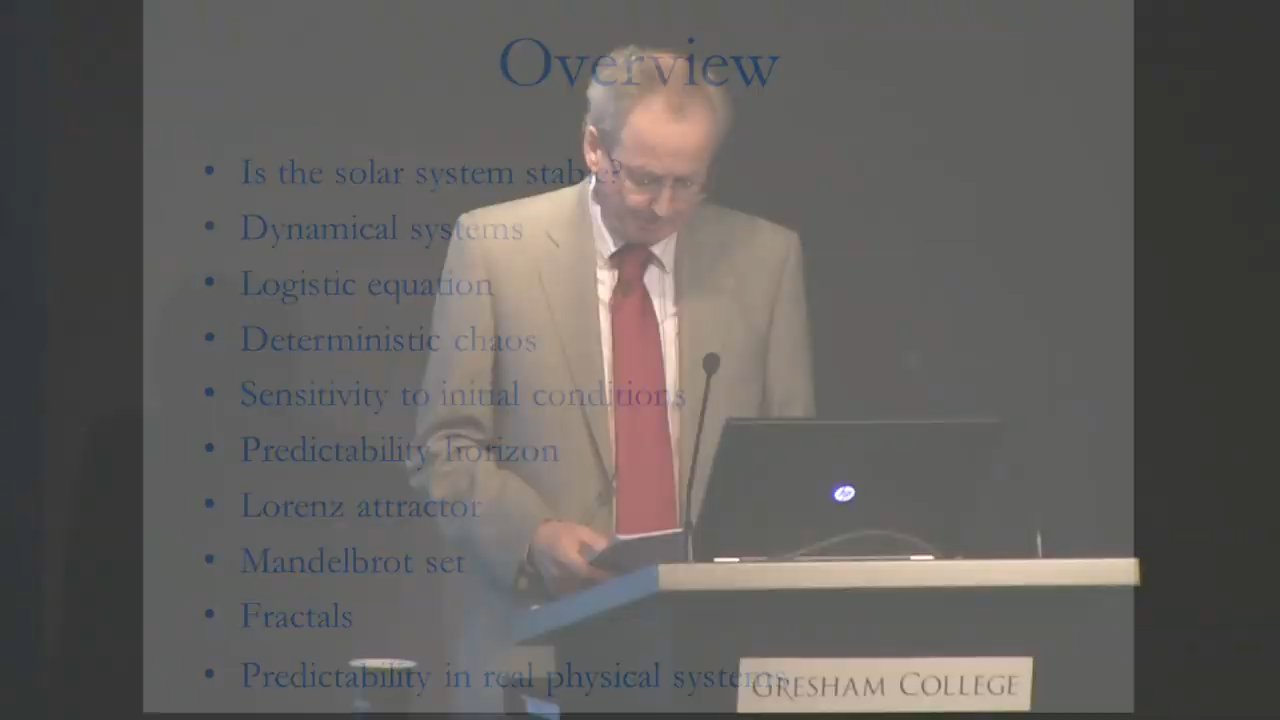 Overview
• Is the solar system stable?
• Dynamical systems
• Logistic equation
• Deterministic chaos
• Sensitivity to initial conditions
• Predictability horizon
• Lorenz attractor
• Mandelbrot set
• Fractals
• Predictability in real physical systems
GRESHAM COLLEGE
hp